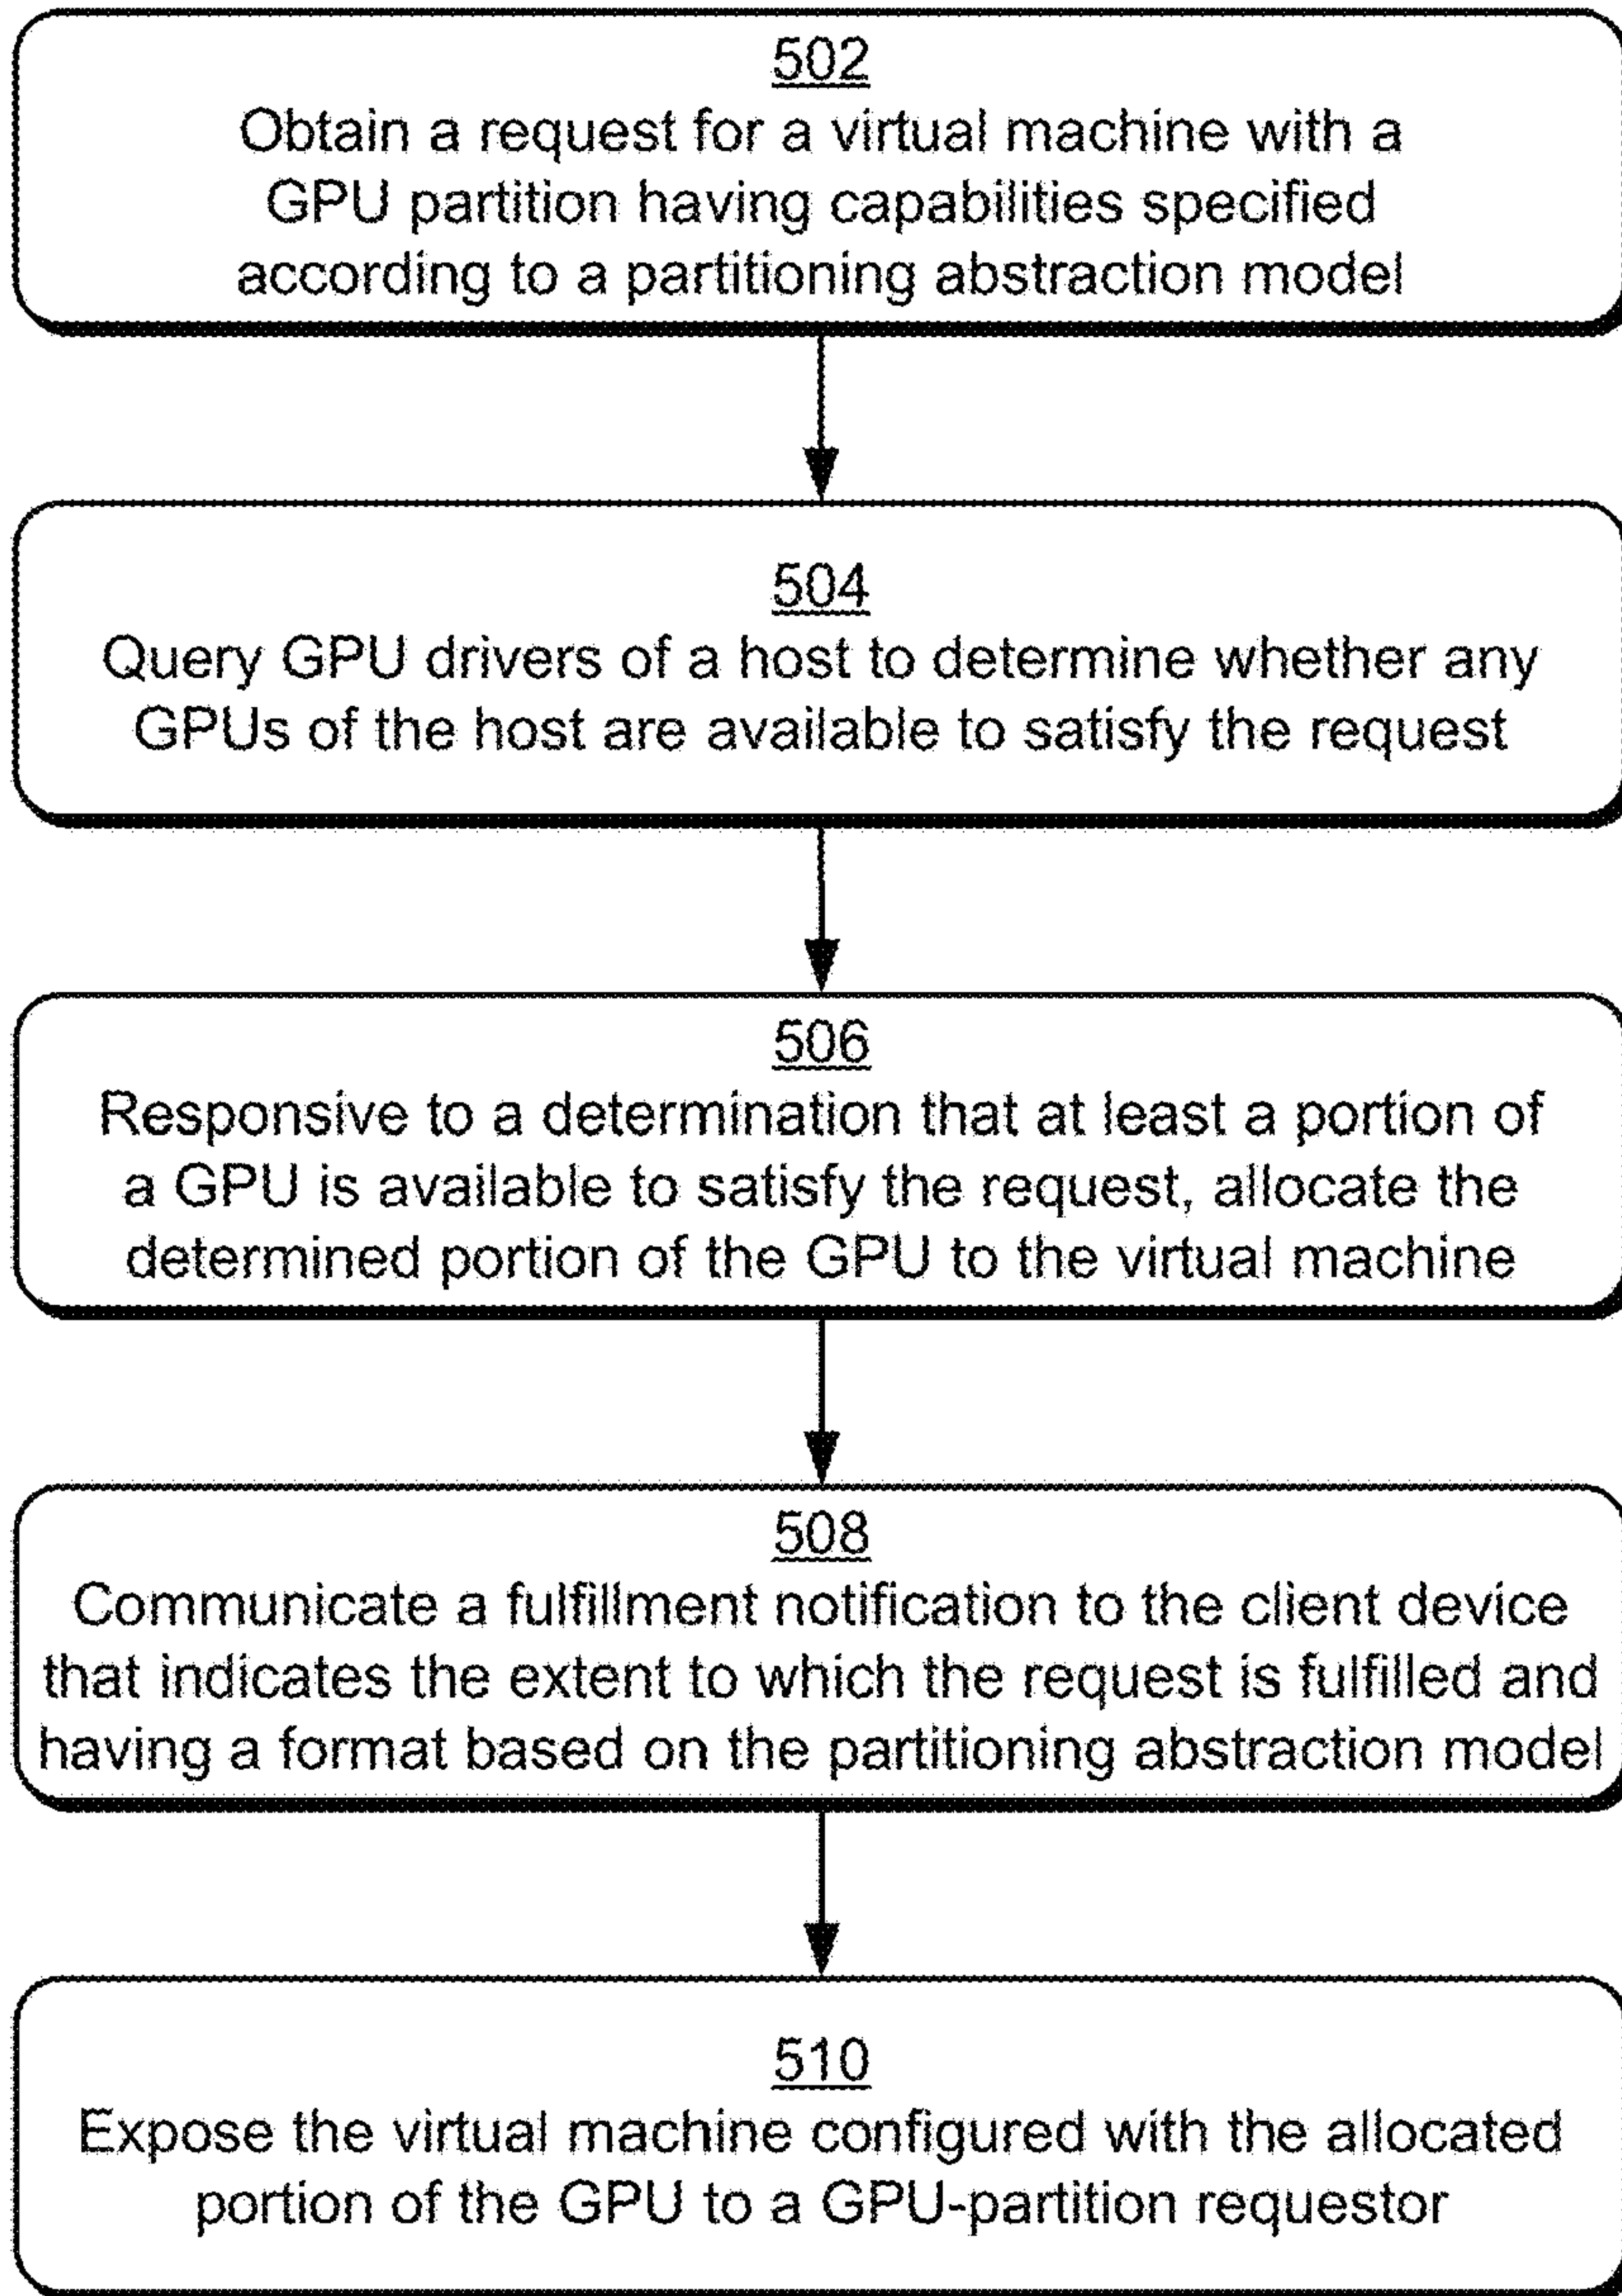 502
Obtain a request for a virtual machine with a
GPU partition having capabilities specified
according to a partitioning abstraction model
504
Query GPU drivers of a host to determine whether any
GPUs of the host are available to satisfy the request
506
Responsive to a determination that at least a portion of
a GPU is available to satisfy the request, allocate the
determined portion of the GPU to the virtual machine
508
Communicate a fulfillment notification to the client device
that indicates the extent to which the request is fulfilled and
having a format based on the partitioning abstraction model
510
Expose the virtual machine configured with the allocated
portion of the GPU to a GPU-partition requestor